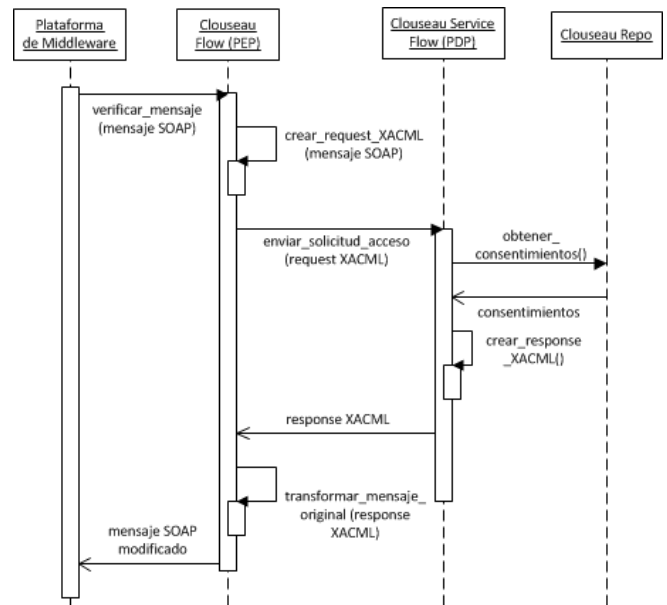 Plataforma
de Middleware
Clouseau
Flow (PEP)
Clouseau Service
Flow (PDP)
Clouseau Repo
verificar_mensaje
(mensaje SOAP)
crear_request_XACML
(mensaje SOAP)
enviar_solicitud_acceso
(request XACML)
obtener_
consentimientos()
consentimientos
crear_response
_XACML()
response XACML
transformar_mensaje_
original (response
XACML)
mensaje SOAP
modificado